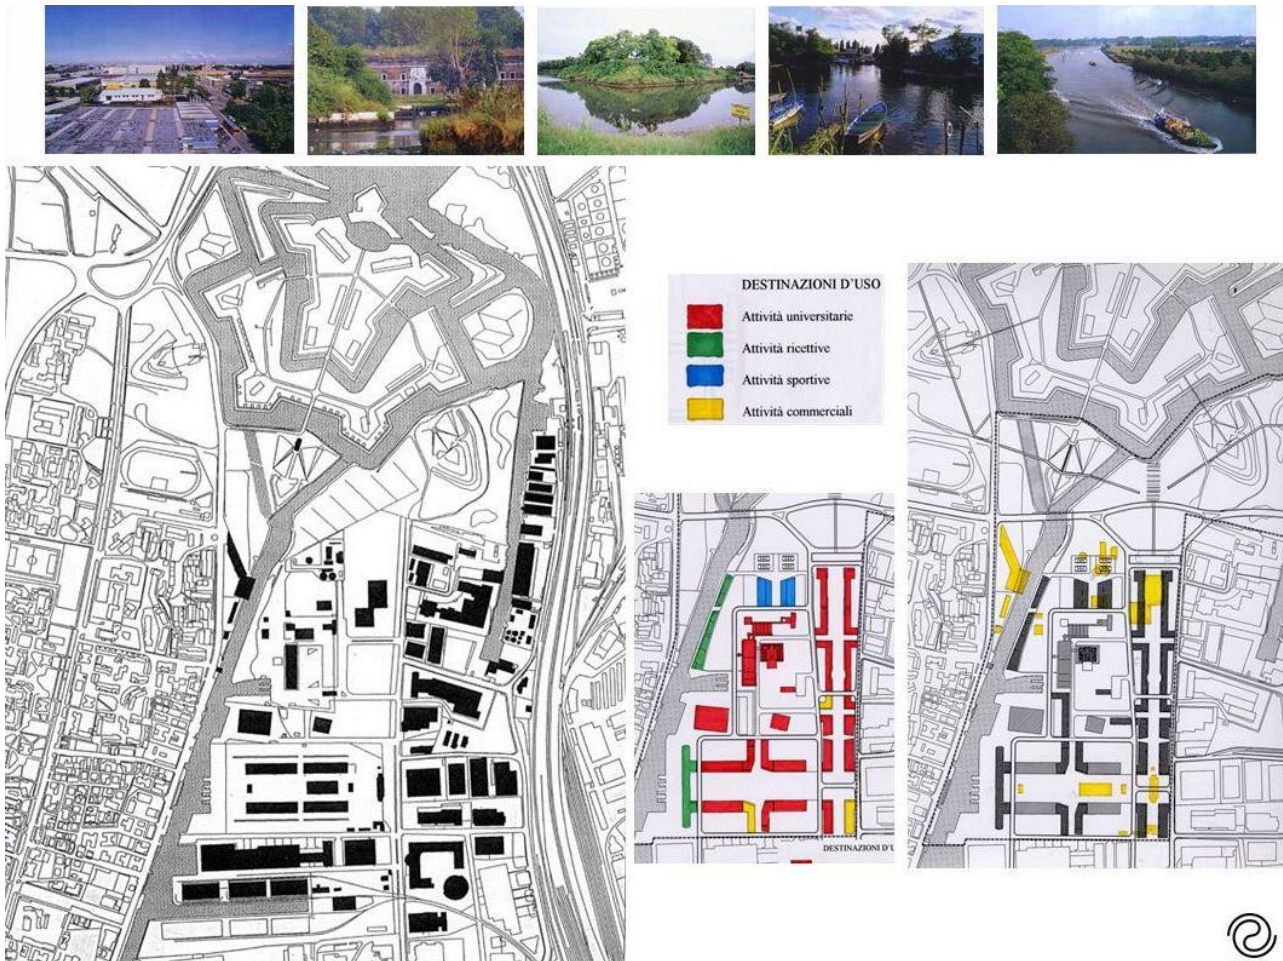 DESTINAZIONI D'USO
Attività universitarie
Attività ricettive
Attività sportive
Attività commerciali
DESTINAZIONI D'U